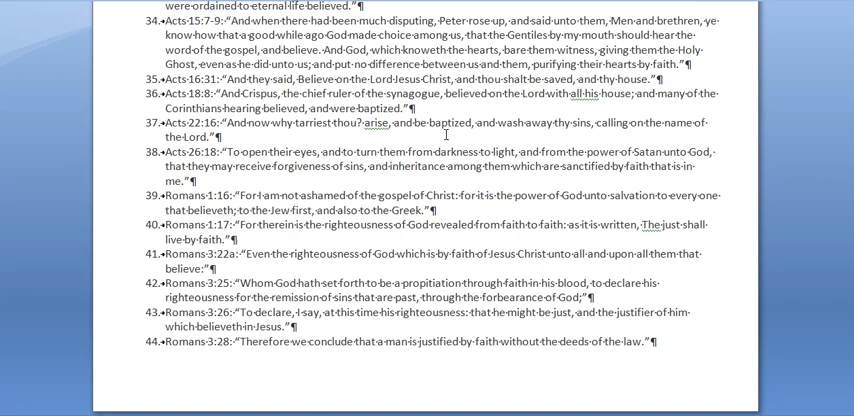 were ordained to eternal life believed."¶
34. Acts 15:7-9: "And when there had been much disputing, Peter rose up, and said unto them, Men and brethren, ye
know how that a good while ago God made choice among us, that the Gentiles by my mouth should hear the
word of the gospel, and believe. And God, which knoweth the hearts, bare them witness, giving them the Holy
Ghost, even as he did unto us; and put no difference between us and them, purifying their hearts by faith."¶
35. Acts 16:31: "And they said, Believe on the Lord Jesus Christ, and thou shalt be saved, and thy house."¶
36. Acts 18:8: "And Crispus, the chief ruler of the synagogue, believed on the Lord with all his house; and many of the
Corinthians hearing believed, and were baptized."¶
37. Acts 22:16: "And now why tarriest thou? arise, and be baptized, and wash away thy sins, calling on the name of
the Lord."¶
38. Acts 26:18: "To open their eyes, and to turn them from darkness to light, and from the power of Satan unto God,
that they may receive forgiveness of sins, and inheritance among them which are sanctified by faith that is in
me."¶
39. Romans 1:16: "For I am not ashamed of the gospel of Christ: for it is the power of God unto salvation to every one
that believeth; to the Jew first, and also to the Greek."¶
40. Romans 1:17: "For therein is the righteousness of God revealed from faith to faith: as it is written, The just shall
live by faith."¶
41. Romans 3:22a: "Even the righteousness of God which is by faith of Jesus Christ unto all and upon all them that
believe:"¶
42. Romans 3:25: "Whom God hath set forth to be a propitiation through faith in his blood, to declare his
righteousness for the remission of sins that are past, through the forbearance of God;"¶
43. Romans 3:26: "To declare, I say, at this time his righteousness: that he might be just, and the justifier of him
which believeth in Jesus."¶
44. Romans 3:28: "Therefore we conclude that a man is justified by faith without the deeds of the law."¶